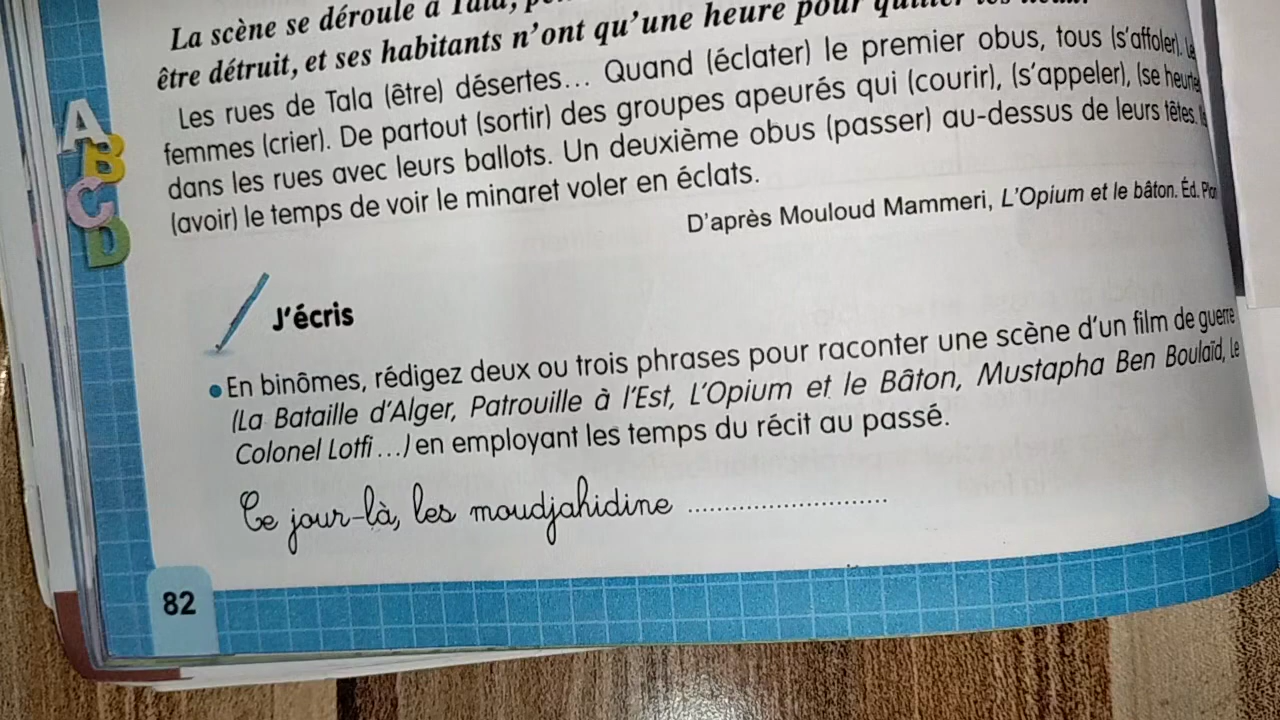 La scène se déroule à Tala,
être détruit, et ses habitants n'ont qu'une heure pour
Les rues de Tala (être) désertes... Quand (éclater) le premier obus, tous (s'affoler).
femmes (crier). De partout (sortir) des groupes apeurés qui (courir), (s'appeler), (se
dans les rues avec leurs ballots. Un deuxième obus (passer) au-dessus de leurs têtes.
(avoir) le temps de voir le minaret voler en éclats.
D'après Mouloud Mammeri, L'Opium et le bâton. Éd.
A
B
C
D
J'écris
• En binômes, rédigez deux ou trois phrases pour raconter une scène d'un film de guerre
(La Bataille d'Alger, Patrouille à l'Est, L'Opium et le Bâton, Mustapha Ben Boulaïd, Le
Colonel Lotfi ...) en employant les temps du récit au passé.
Ce jour-là, les moudjahidine ..............................
82